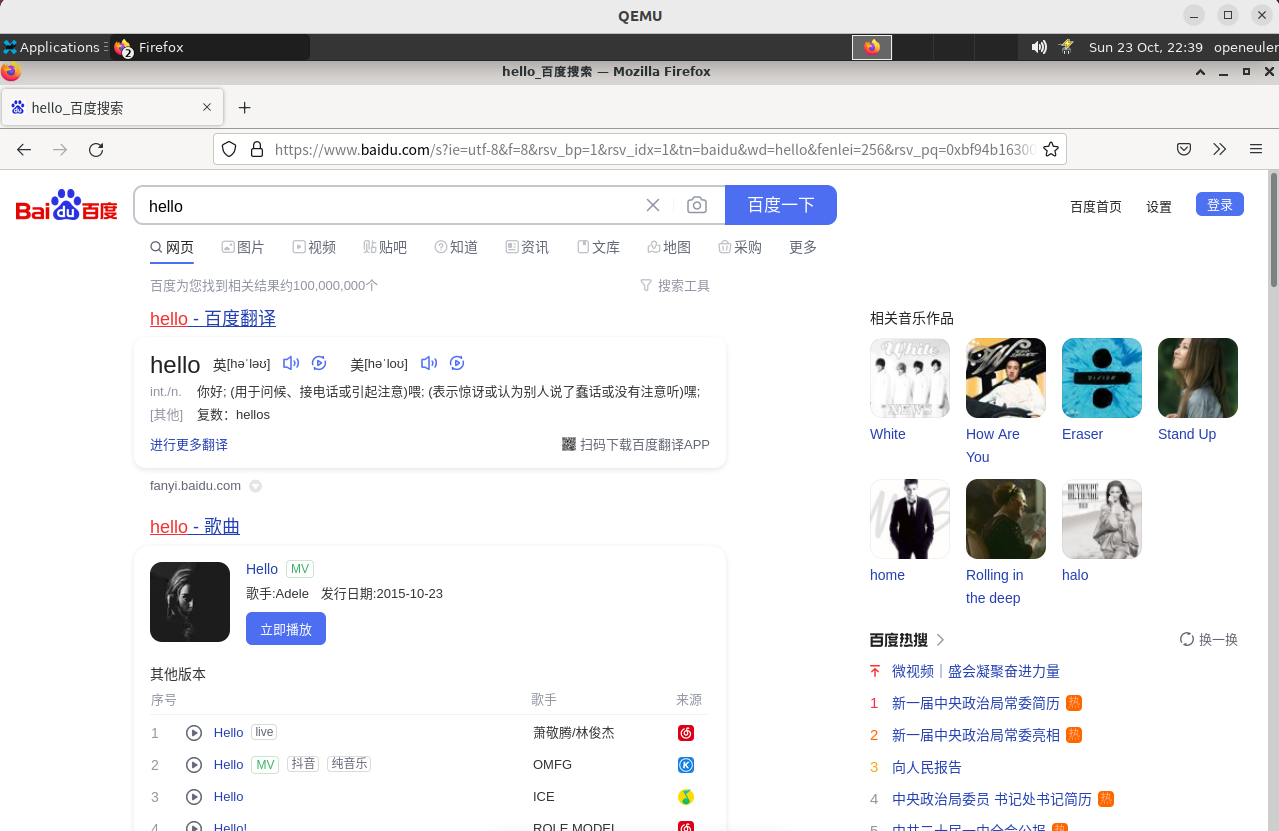 QEMU
Applications 2 Firefox Sun 23 Oct, 22:39 openeuler
hello_百度搜索 — Mozilla Firefox
hello_百度搜索
https://www.baidu.com/s?ie=utf-8&f=8&rsv_bp=1&rsv_idx=1&tn=baidu&wd=hello&fenlei=256&rsv_pq=0xbf94b1630
Bai du 百度 hello 百度一下 百度首页 设置 登录
网页 图片 视频 贴 贴吧 知道 资讯 文库 地图 采购 更多
百度为您找到相关结果约100,000,000个 搜索工具
hello - 百度翻译
hello 英[həˈləʊ] 美[həˈloʊ]
int./n. 你好; (用于问候、接电话或引起注意)喂; (表示惊讶或认为别人说了蠢话或没有注意听)嘿;
[其他] 复数：hellos
进行更多翻译 扫码下载百度翻译APP
fanyi.baidu.com
hello - 歌曲
Hello MV
歌手:Adele 发行日期:2015-10-23
立即播放
其他版本
序号 歌手 来源
1 Hello live 萧敬腾/林俊杰
2 Hello MV 抖音 纯音乐 OMFG
3 Hello ICE
4 Hello! ROLE MODEL
相关音乐作品
White
NEWS
DIVIDE
White How Are You Eraser Stand Up
home Rolling in the deep halo
百度热搜 换一换
微视频｜盛会凝聚奋进力量
1 新一届中央政治局常委简历 热
2 新一届中央政治局常委亮相 热
3 向人民报告
4 中央政治局委员 书记处书记简历 热
5 中共二十届一中全会公报 热